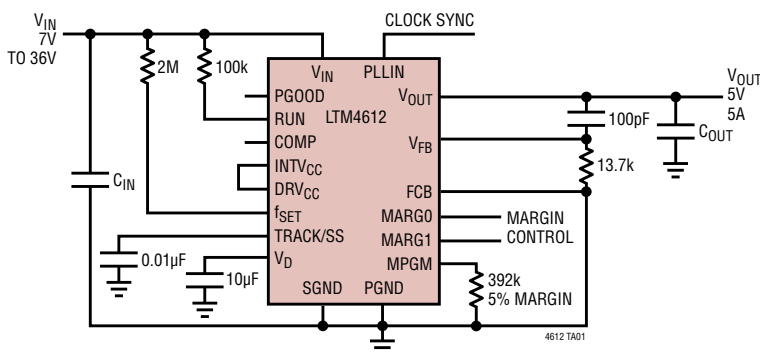 VIN
7V
TO 36V
CLOCK SYNC
2M
100k
VIN
PLLIN
PGOOD
RUN
COMP
INTVCC
DRVCC
fSET
TRACK/SS
VD
SGND
PGND
LTM4612
VOUT
VFB
FCB
MARG0
MARG1
MPGM
CIN
0.01µF
10µF
100pF
13.7k
COUT
VOUT
5V
5A
MARGIN
CONTROL
392k
5% MARGIN
4612 TA01